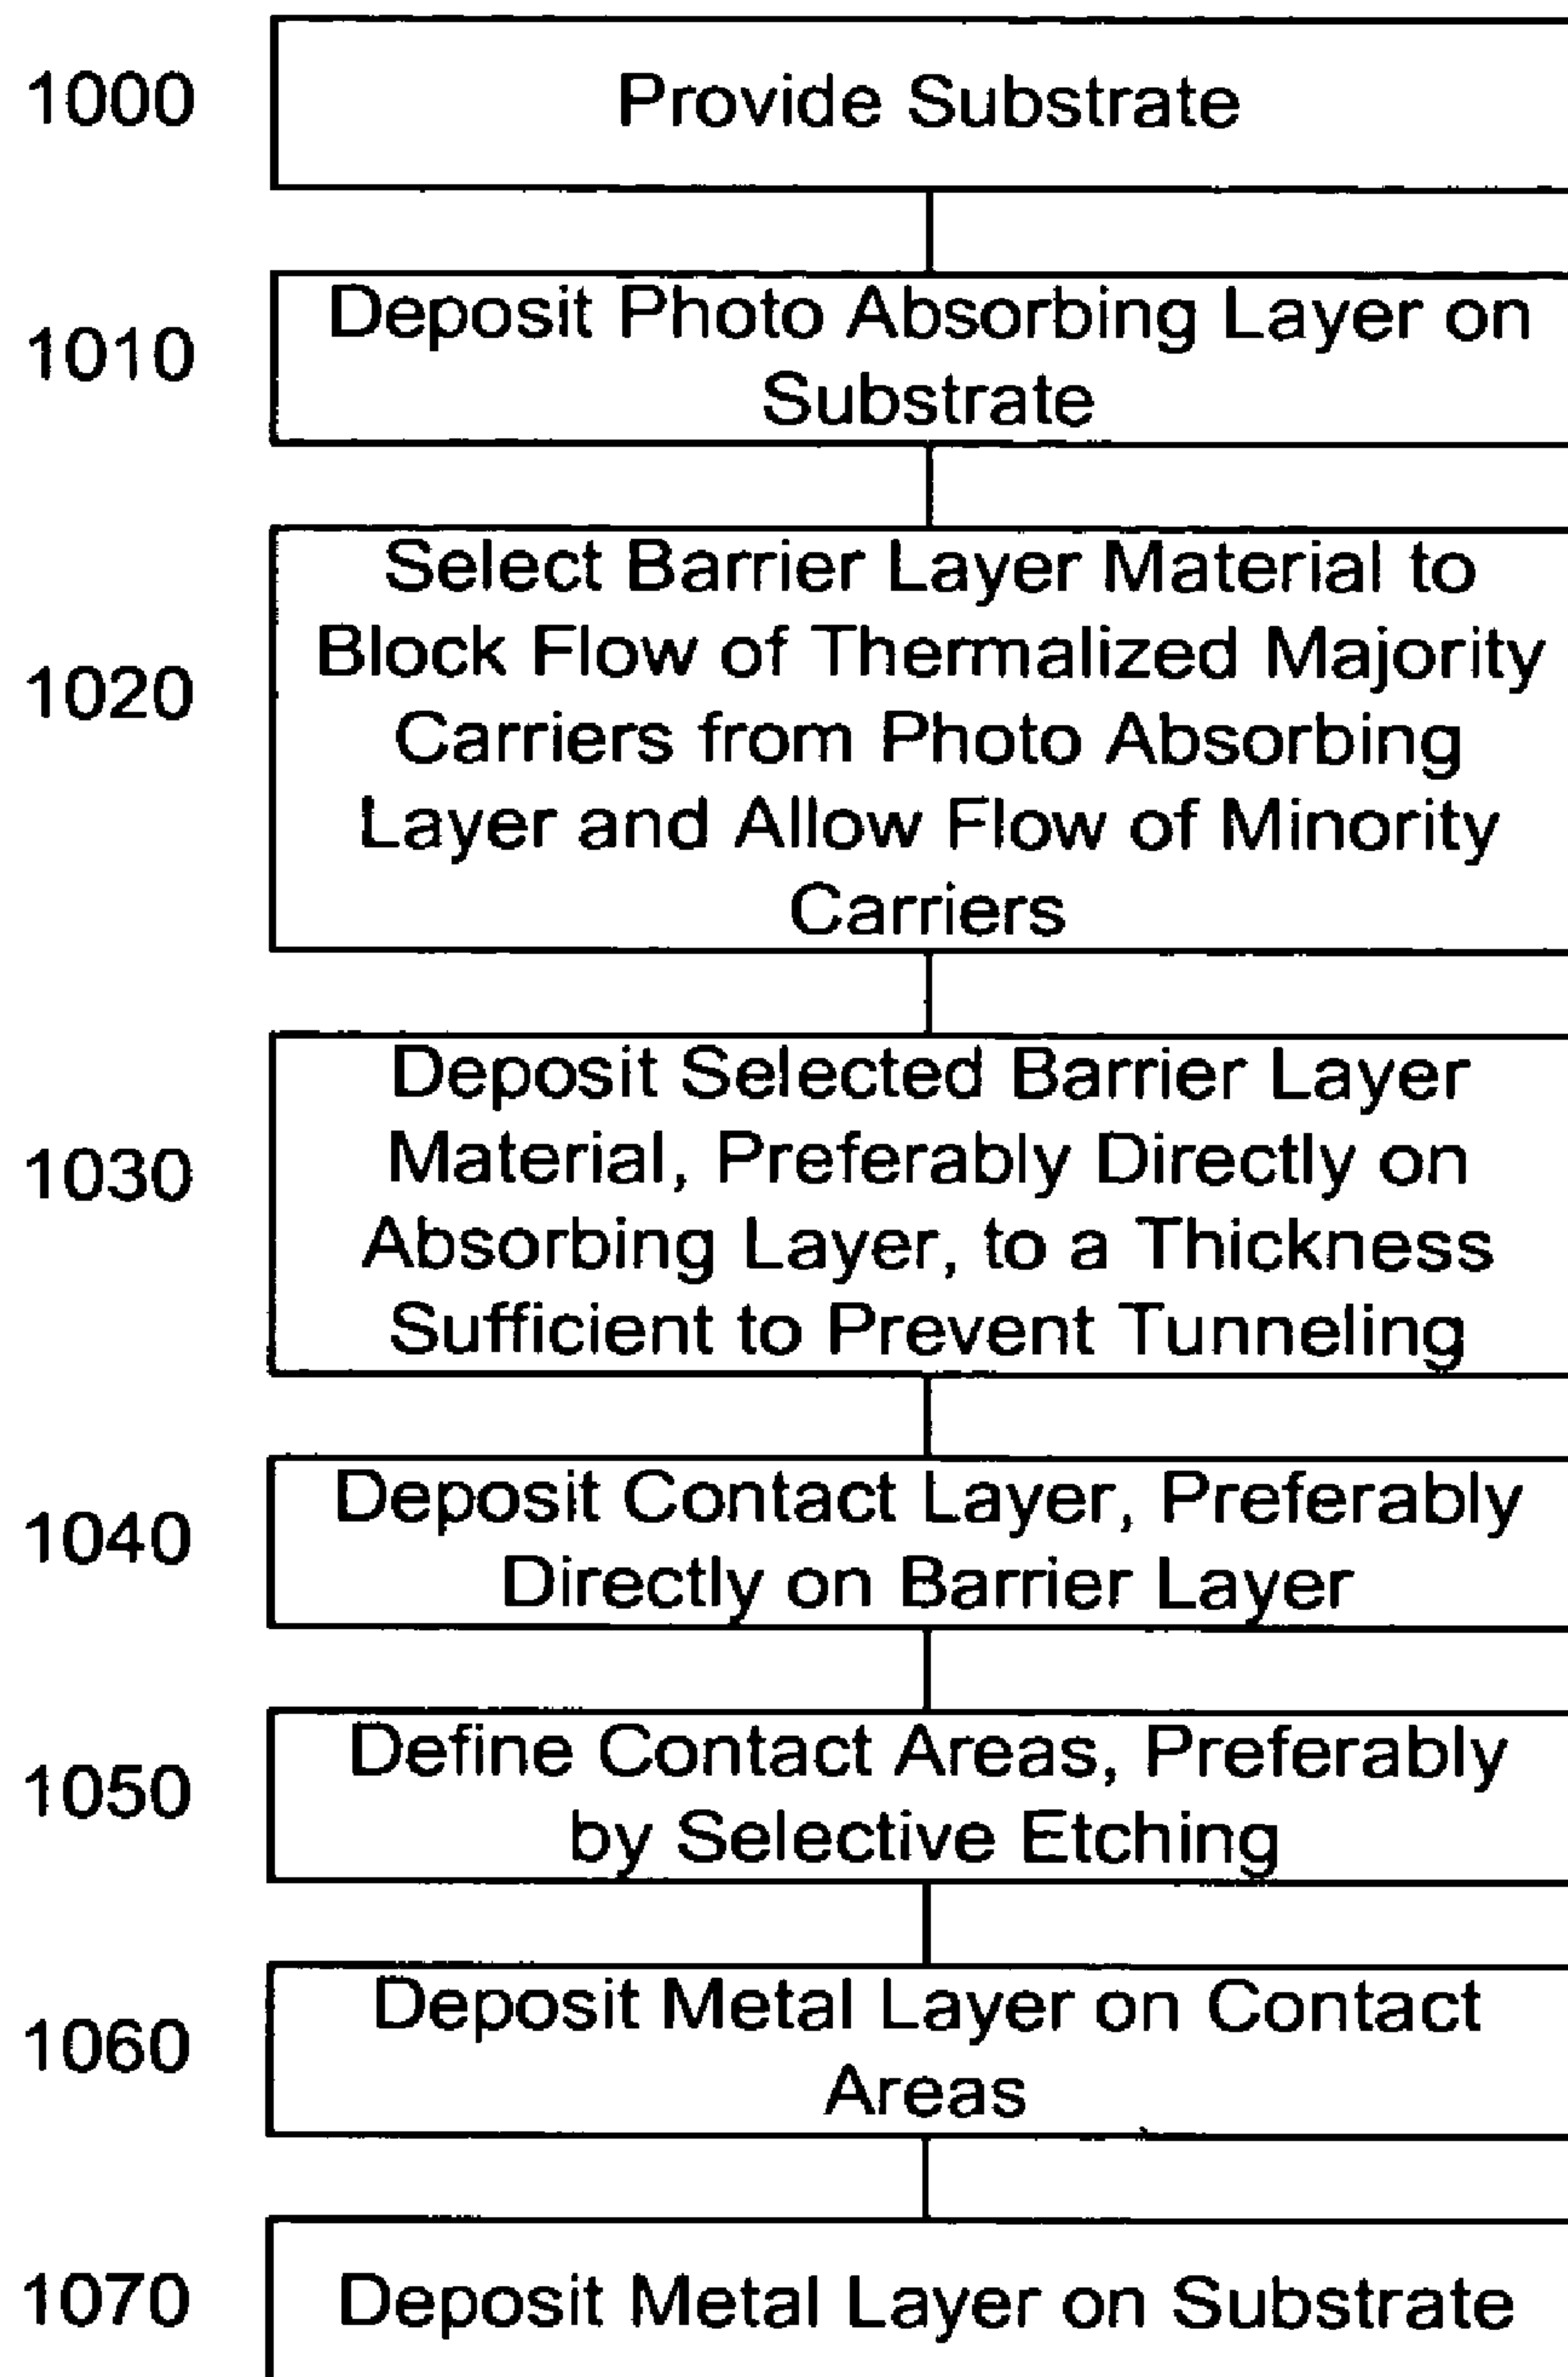 1000
Provide Substrate
1010
Deposit Photo Absorbing Layer on
Substrate
1020
Select Barrier Layer Material to
Block Flow of Thermalized Majority
Carriers from Photo Absorbing
Layer and Allow Flow of Minority
Carriers
1030
Deposit Selected Barrier Layer
Material, Preferably Directly on
Absorbing Layer, to a Thickness
Sufficient to Prevent Tunneling
1040
Deposit Contact Layer, Preferably
Directly on Barrier Layer
1050
Define Contact Areas, Preferably
by Selective Etching
1060
Deposit Metal Layer on Contact
Areas
1070
Deposit Metal Layer on Substrate